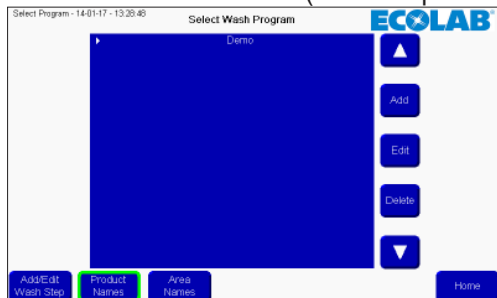 Select Program - 14-01-17 - 13:28:48
Select Wash Program
ECOLAB
Demo
Add
Edit
Delete
Add/Edit
Wash Step
Product
Names
Area
Names
Home